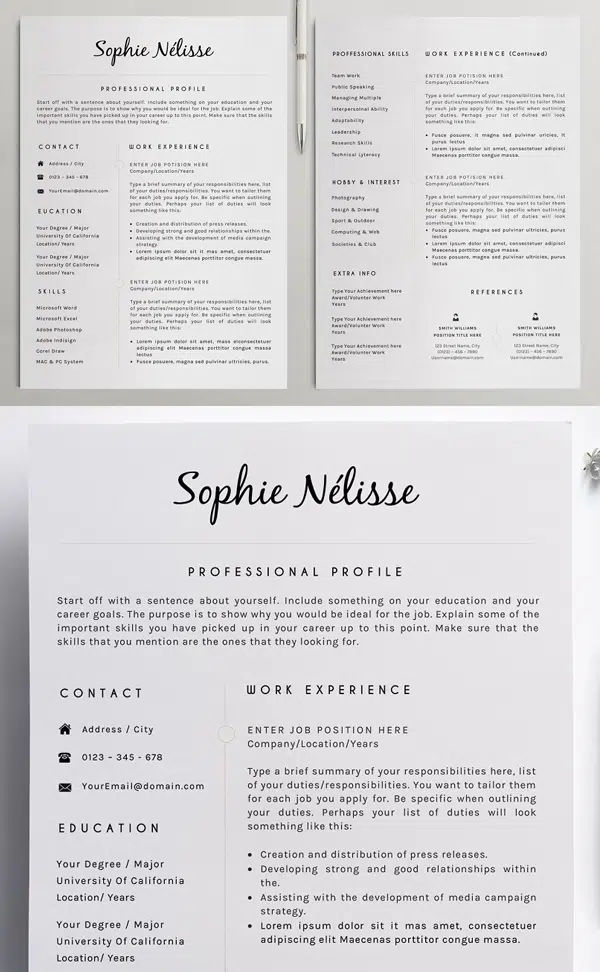 Sophie Nélisse
PROFESSIONAL PROFILE
Start off with a sentence about yourself. Include something on your education and your
career goals. The purpose is to show why you would be ideal for the job. Explain some of the
important skills you have picked up in your career up to this point. Make sure that the skills
that you mention are the ones that they looking for.
CONTACT
Address / City
0123 - 345 - 678
YourEmail@domain.com
EUCATION
Your Degree / Major
University Of California
Location/ Years
Your Degree / Major
University Of California
Location/ Years
SKILLS
Microsoft Word
Microsoft Excel
Adobe Photoshop
Adobe Indisign
Corel Draw
MAC & PC System
WORK EXPERIENCE
ENTER JOB POTISION HERE
Company/Location/Years
Type a brief summary of your responsibilities here, list
of your duties/responsibilities. You want to tailor them
for each job you apply for. Be specific when outlining
your duties. Perhaps your list of duties will look
something like this:
• Creation and distribution of press releases.
• Developing strong and good relationships within the.
• Assisting with the development of media campaign
strategy.
• Lorem ipsum dolor sit it mas amet, consectetuer
adipiscing elit Maecenas porttitor congue massa.
ENTER JOB POTISION HERE
Company/Location/Years
Type a brief summary of your responsibilities here, list
of your duties/responsibilities. You want to tailor them
for each job you apply for. Be specific when outlining
your duties. Perhaps your list of duties will look
something like this:
• Lorem ipsum dolor sit amet, mass
adipiscing elit Maecenas porttitor congue massa
lectus
• Fusce posuere, magna sed pulvinar ultricies, purus.
PROFFESSIONAL SKILLS
Team Work
Public Speaking
Managing Multiple
Interpersonal Ability
Adaptability
Leadership
Research Skills
Technical Lyteracy
HOBBY & INTEREST
Photography
Design & Drawing
Sport & Outdoor
Computing & Web
Societies & Club
EXTRA INFO
Type Your Achievement here
Award/Volunter Work
Years
Type Your Achievement here
Award/Volunter Work
Years
Type Your Achievement here
Award/Volunter Work
Years
WORK EXPERIENCE (Continued)
ENTER JOB POTISION HERE
Company/Location/Years
Type a brief summary of your responsibilities here, list
of your duties/responsibilities. You want to tailor them
for each job you apply for. Be specific when outlining
your duties. Perhaps your list of duties will look
something like this:
• Fusce posuere, it magna sed pulvinar uricies, it
purus lectus
• Lorem ipsum dolor sit amet, consectetuer adipisci
Maecenas porttitor congue massa.
ENTER JOB POTISION HERE
Company/Location/Years
Type a brief summary of your responsibilities here, list
of your duties/responsibilities. You want to tailor them
for each job you apply for. Be specific when outlining
your duties. Perhaps your list of duties will look
something like this:
• Fusce posuere, magna sed pulvinar ultricies, purus
lectus
• Lorem ipsum dolor sit amet, consectetuer adipisci
Maecenas porttitor congue massa.
• Fusce posuere, magna sed pulvinar ultricies, purus
lectus
REFERENCES
SMITH WILLIAMS
POSITION TITLE HERE
123 Street Name, City
(0123) - 456 - 7890
Username@domain.com
SMITH WILLIAMS
POSITION TITLE HERE
123 Street Name, City
(0123) - 456 - 7890
Username@domain.com
Sophie Nélisse
PROFESSIONAL PROFILE
Start off with a sentence about yourself. Include something on your education and your
career goals. The purpose is to show why you would be ideal for the job. Explain some of the
important skills you have picked up in your career up to this point. Make sure that the
skills that you mention are the ones that they looking for.
CONTACT
Address / City
0123 – 345 - 678
YourEmail@domain.com
EDUCATION
Your Degree / Major
University Of California
Location/ Years
Your Degree / Major
University Of California
Location/ Years
WORK EXPERIENCE
ENTER JOB POSITION HERE
Company/Location/Years
Type a brief summary of your responsibilities here, list
of your duties/responsibilities. You want to tailor them
for each job you apply for. Be specific when outlining
your duties. Perhaps your list of duties will look
something like this:
• Creation and distribution of press releases.
• Developing strong and good relationships within
the.
• Assisting with the development of media campaign
strategy.
• Lorem ipsum dolor sit it mas amet, consectetuer
adipiscing elit Maecenas porttitor congue massa.